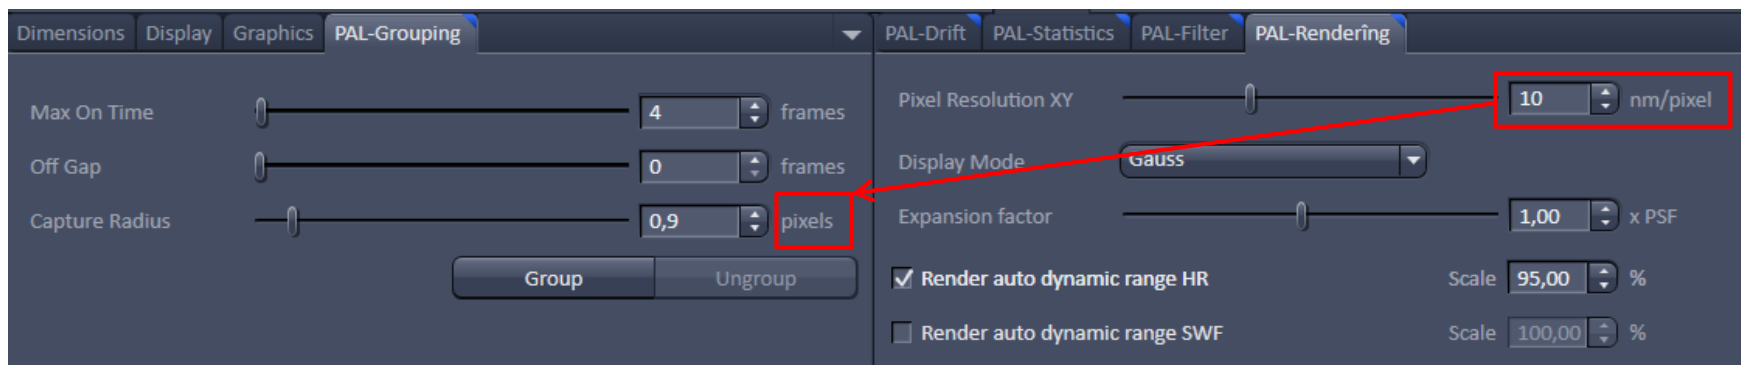 Dimensions Display Graphics PAL-Grouping
Max On Time 4 frames
Off Gap 0 frames
Capture Radius 0,9 pixels
Group Ungroup
PAL-Drift PAL-Statistics PAL-Filter PAL-Rendering
Pixel Resolution XY 10 nm/pixel
Display Mode Gauss
Expansion factor 1,00 x PSF
Render auto dynamic range HR Scale 95,00 %
Render auto dynamic range SWF Scale 100,00 %